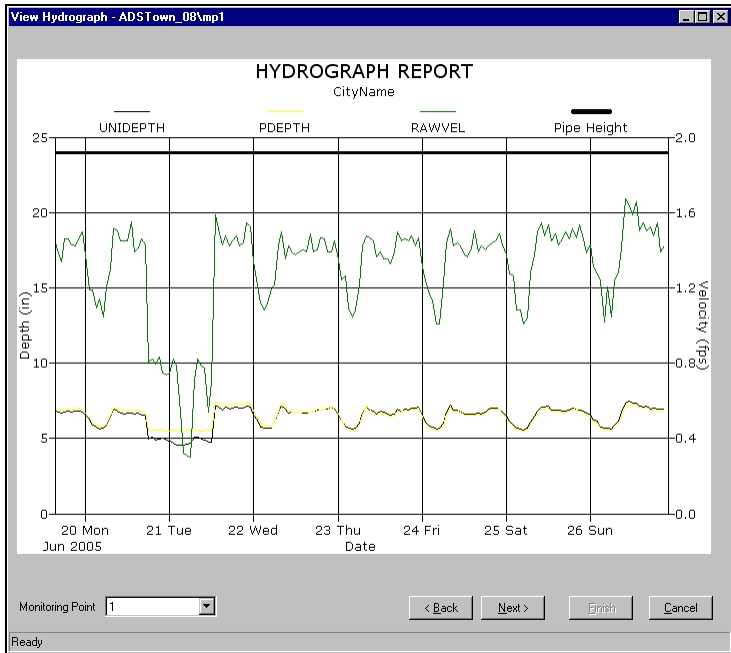 View Hydrograph - ADSTown_08\mp1
HYDROGRAPH REPORT
CityName
UNIDEPTH PDEPTH RAWVEL Pipe Height
25 2.0
20 1.6
15 1.2
10 0.8
5 0.4
0 0.0
Depth (in)
Velocity (fps)
20 Mon 21 Tue 22 Wed 23 Thu 24 Fri 25 Sat 26 Sun
Jun 2005 Date
Monitoring Point 1 < Back Next > Finish Cancel
Ready